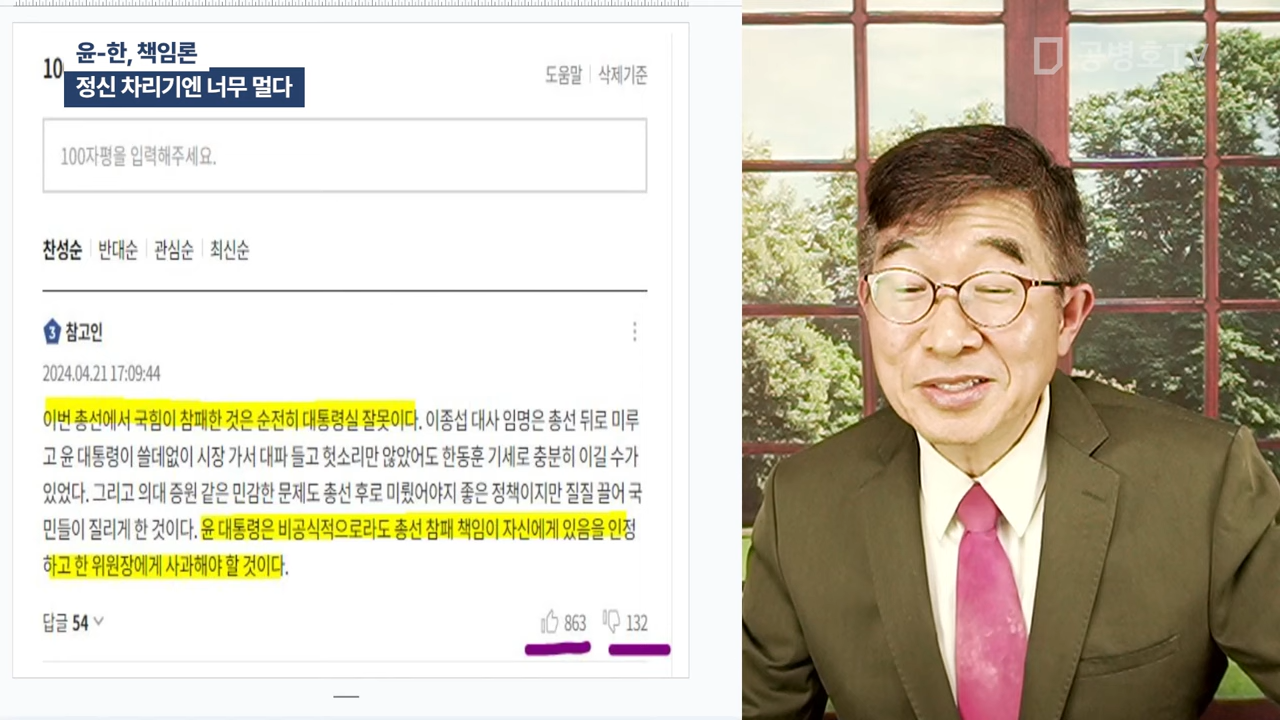 윤-한, 책임론
정신 차리기엔 너무 멀다
10
도움말 삭제기준
100자평을 입력해주세요.
찬성순 반대순 관심순 최신순
3 참고인
2024.04.21 17:09:44
이번 총선에서 국힘이 참패한 것은 순전히 대통령실 잘못이다. 이종섭 대사 임명은 총선 뒤로 미루
고 윤 대통령이 쓸데없이 시장 가서 대파 들고 헛소리만 않았어도 한동훈 기세로 충분히 이길 수가
있었다. 그리고 의대 증원 같은 민감한 문제도 총선 후로 미뤘어야지 좋은 정책이지만 질질 끌어 국
민들이 질리게 한 것이다. 윤 대통령은 비공식적으로라도 총선 참패 책임이 자신에게 있음을 인정
하고 한 위원장에게 사과해야 할 것이다.
답글 54
863 132
공병호TV